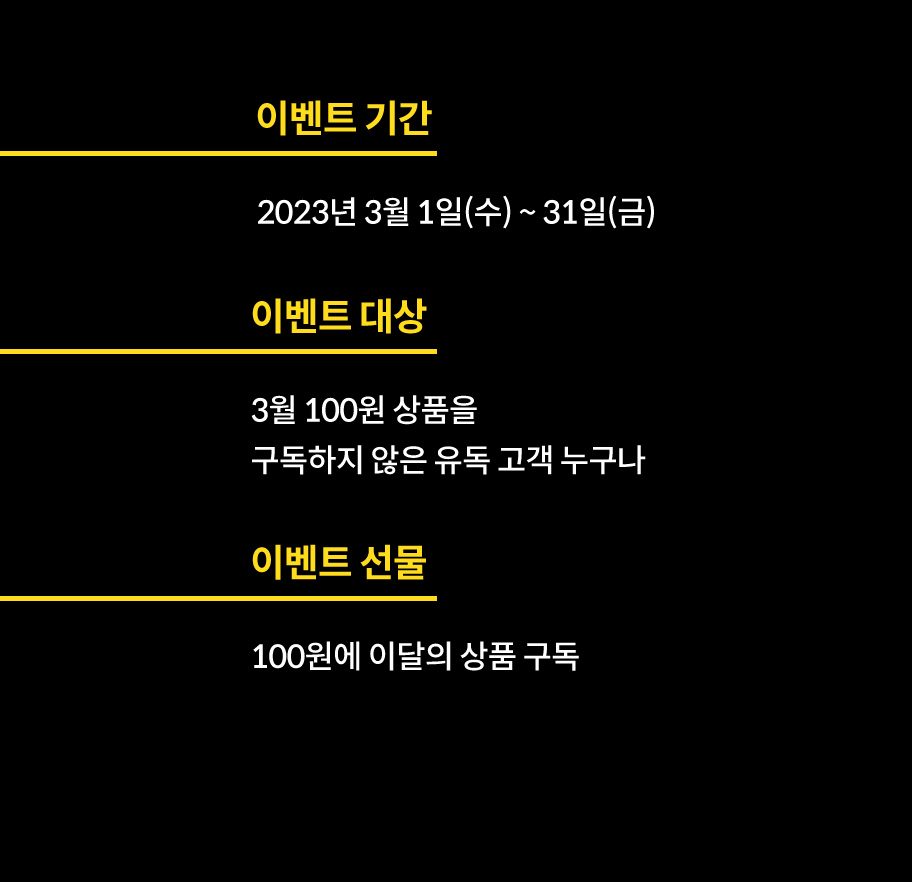 이벤트 기간
2023년 3월 1일(수) ~ 31일(금)
이벤트 대상
3월 100원 상품을
구독하지 않은 유독 고객 누구나
이벤트 선물
100원에 이달의 상품 구독